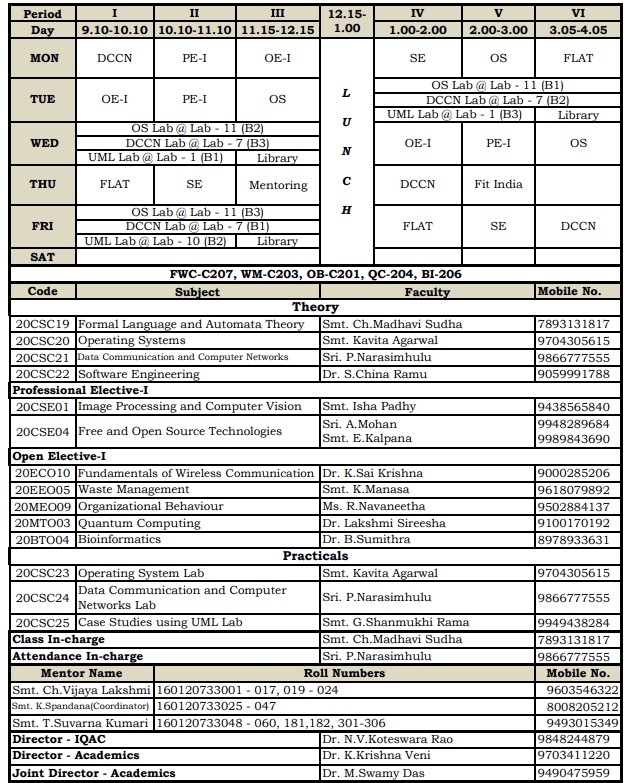 Period I II III 12.15-1.00 IV V VI
Day 9.10-10.10 10.10-11.10 11.15-12.15 1.00-2.00 2.00-3.00 3.05-4.05
MON DCCN PE-I OE-I L U N C H SE OS FLAT
TUE OE-I PE-I OS OS Lab @ Lab - 11 (B1)
DCCN Lab @ Lab - 7 (B2)
UML Lab @ Lab - 1 (B3) Library
WED OS Lab @ Lab - 11 (B2)
DCCN Lab @ Lab - 7 (B3)
UML Lab @ Lab - 1 (B1) Library
OE-I PE-I OS
THU FLAT SE Mentoring DCCN Fit India
FRI OS Lab @ Lab - 11 (B3)
DCCN Lab @ Lab - 7 (B1)
UML Lab @ Lab - 10 (B2) Library
FLAT SE DCCN
SAT
FWC-C207, WM-C203, OB-C201, QC-204, BI-206
Code Subject Faculty Mobile No.
Theory
20CSC19 Formal Language and Automata Theory Smt. Ch.Madhavi Sudha 7893131817
20CSC20 Operating Systems Smt. Kavita Agarwal 9704305615
20CSC21 Data Communication and Computer Networks Sri. P.Narasimhulu 9866777555
20CSC22 Software Engineering Dr. S.China Ramu 9059991788
Professional Elective-I
20CSE01 Image Processing and Computer Vision Smt. Isha Padhy 9438565840
20CSE04 Free and Open Source Technologies Sri. A.Mohan 9948289684
Smt. E.Kalpana 9989843690
Open Elective-I
20ECO10 Fundamentals of Wireless Communication Dr. K.Sai Krishna 9000285206
20EEO05 Waste Management Smt. K.Manasa 9618079892
20MEO09 Organizational Behaviour Ms. R.Navaneetha 9502884137
20MTO03 Quantum Computing Dr. Lakshmi Sireesha 9100170192
20BTO04 Bioinformatics Dr. B.Sumithra 8978933631
Practicals
20CSC23 Operating System Lab Smt. Kavita Agarwal 9704305615
20CSC24 Data Communication and Computer Networks Lab Sri. P.Narasimhulu 9866777555
20CSC25 Case Studies using UML Lab Smt. G.Shanmukhi Rama 9949438284
Class In-charge Smt. Ch.Madhavi Sudha 7893131817
Attendance In-charge Sri. P.Narasimhulu 9866777555
Mentor Name Roll Numbers Mobile No.
Smt. Ch.Vijaya Lakshmi 160120733001 - 017, 019 - 024 9603546322
Smt. K.Spandana(Coordinator) 160120733025 - 047 8008205212
Smt. T.Suvarna Kumari 160120733048 - 060, 181,182, 301-306 9493015349
Director - IQAC Dr. N.V.Koteswara Rao 9848244879
Director - Academics Dr. K.Krishna Veni 9703411220
Joint Director - Academics Dr. M.Swamy Das 9490475959